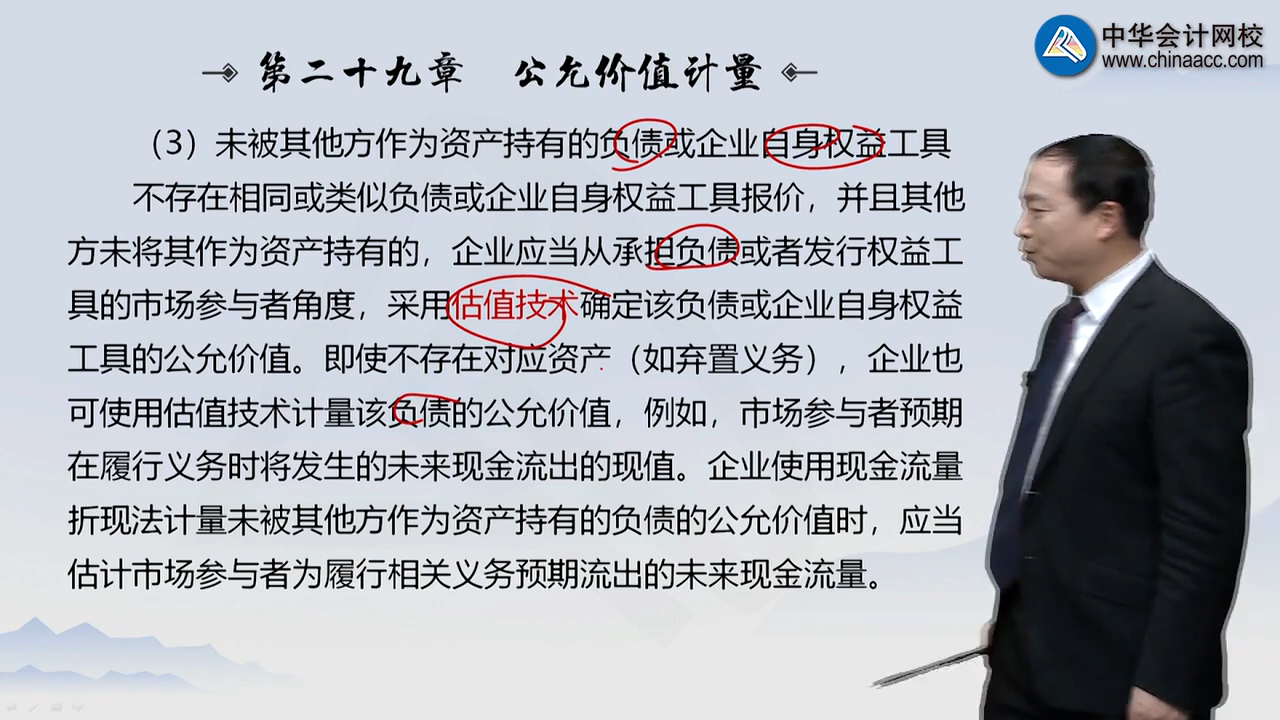 中华会计网校
www.chinaacc.com
第二十九章 公允价值计量
（3）未被其他方作为资产持有的负债或企业自身权益工具
不存在相同或类似负债或企业自身权益工具报价，并且其他
方未将其作为资产持有的，企业应当从承担负债或者发行权益工
具的市场参与者角度，采用估值技术确定该负债或企业自身权益
工具的公允价值。即使不存在对应资产（如弃置义务），企业也
可使用估值技术计量该负债的公允价值，例如，市场参与者预期
在履行义务时将发生的未来现金流出的现值。企业使用现金流量
折现法计量未被其他方作为资产持有的负债的公允价值时，应当
估计市场参与者为履行相关义务预期流出的未来现金流量。